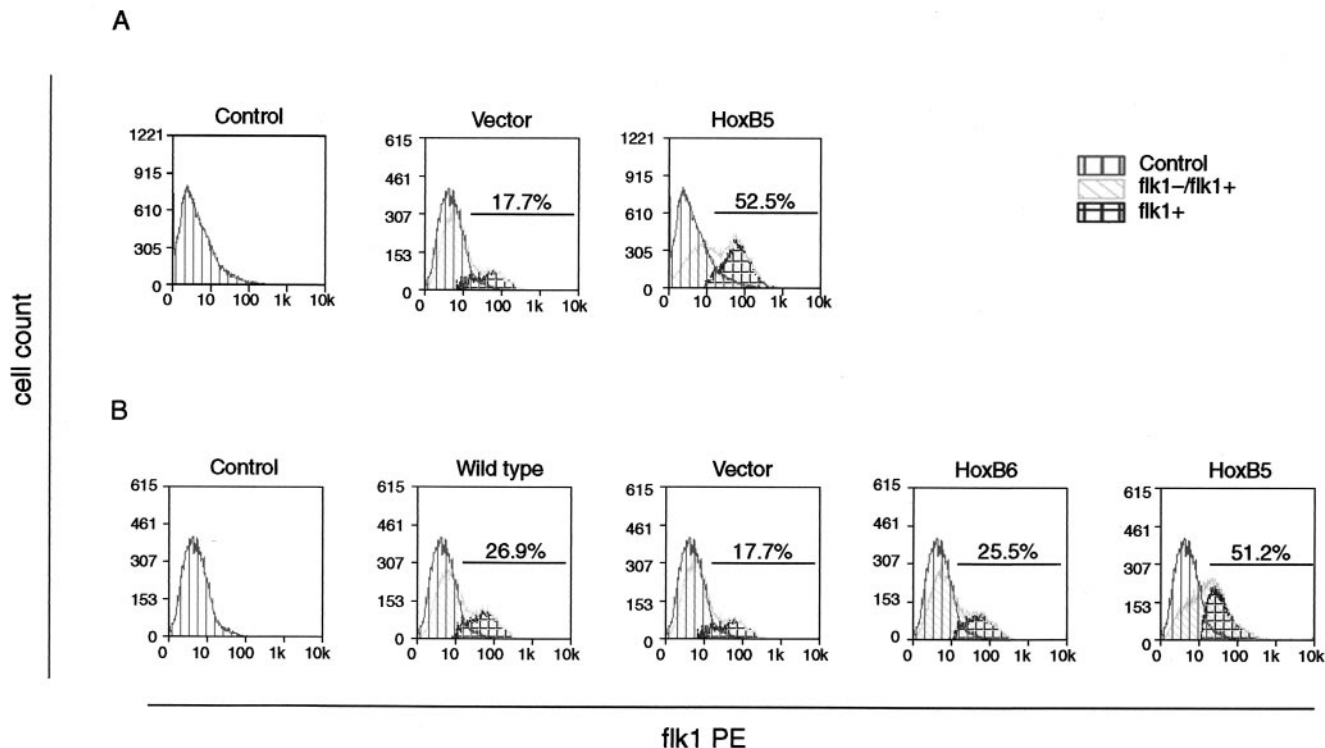 A
Control
Vector
HoxB5
1221
915
610
305
0
0 10 100 1k 10k
615
461
307
153
0
17.7%
0 10 100 1k 10k
1221
915
610
305
0
52.5%
0 10 100 1k 10k
Control
flk1–/flk1+
flk1+
cell count
B
Control
Wild type
Vector
HoxB6
HoxB5
615
461
307
153
0
0 10 100 1k 10k
615
461
307
153
0
26.9%
0 10 100 1k 10k
615
461
307
153
0
17.7%
0 10 100 1k 10k
615
461
307
153
0
25.5%
0 10 100 1k 10k
615
461
307
153
0
51.2%
0 10 100 1k 10k
flk1 PE